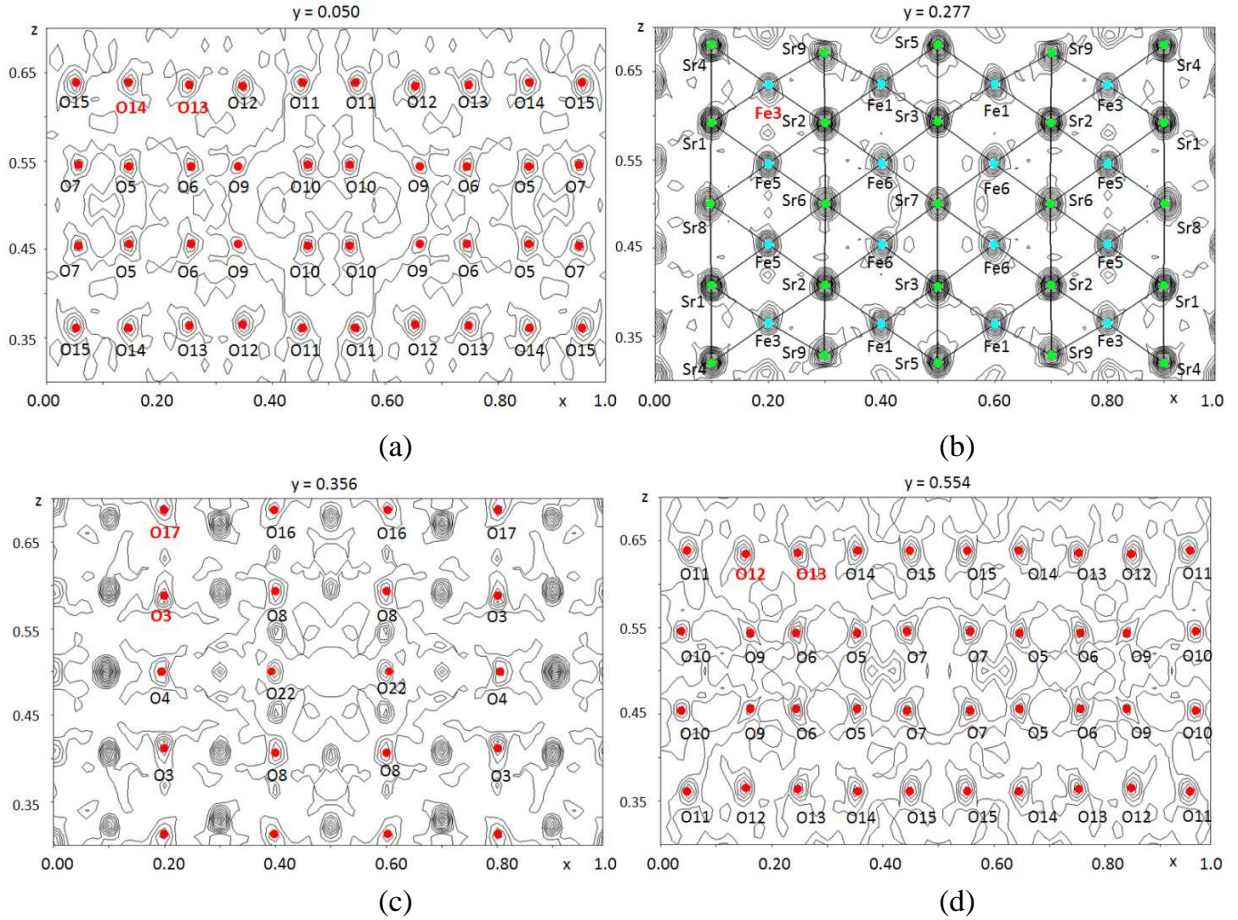 y = 0.050
z
0.65
O15 O14 O13 O12 O11 O11 O12 O13 O14 O15
0.55
O7 O5 O6 O9 O10 O10 O9 O6 O5 O7
0.45
O7 O5 O6 O9 O10 O10 O9 O6 O5 O7
0.35
O15 O14 O13 O12 O11 O11 O12 O13 O14 O15
0.00 0.20 0.40 0.60 x 1.0
(a)
y = 0.277
z
Sr4 Sr9 Sr5 Sr9 Sr4
0.65
Fe3 Fe1 Fe1 Fe3
Sr1 Sr2 Sr3 Sr2 Sr1
0.55
Fe5 Fe6 Fe6 Fe5
Sr8 Sr6 Sr7 Sr6 Sr8
0.45
Fe5 Fe6 Fe6 Fe5
Sr1 Sr2 Sr3 Sr2 Sr1
0.35
Fe3 Fe1 Fe1 Fe3
Sr4 Sr9 Sr5 Sr9 Sr4
0.00 0.20 0.40 0.60 x 1.0
(b)
y = 0.356
z
O17 O16 O16 O17
0.65
O3 O8 O8 O3
0.55
O4 O22 O22 O4
0.45
O3 O8 O8 O3
0.35
0.00 0.20 0.40 0.60 x 1.0
(c)
y = 0.554
z
0.65
O11 O12 O13 O14 O15 O15 O14 O13 O12 O11
0.55
O10 O9 O6 O5 O7 O7 O5 O6 O9 O10
0.45
O10 O9 O6 O5 O7 O7 O5 O6 O9 O10
0.35
O11 O12 O13 O14 O15 O15 O14 O13 O12 O11
0.00 0.20 0.40 0.60 x 1.0
(d)